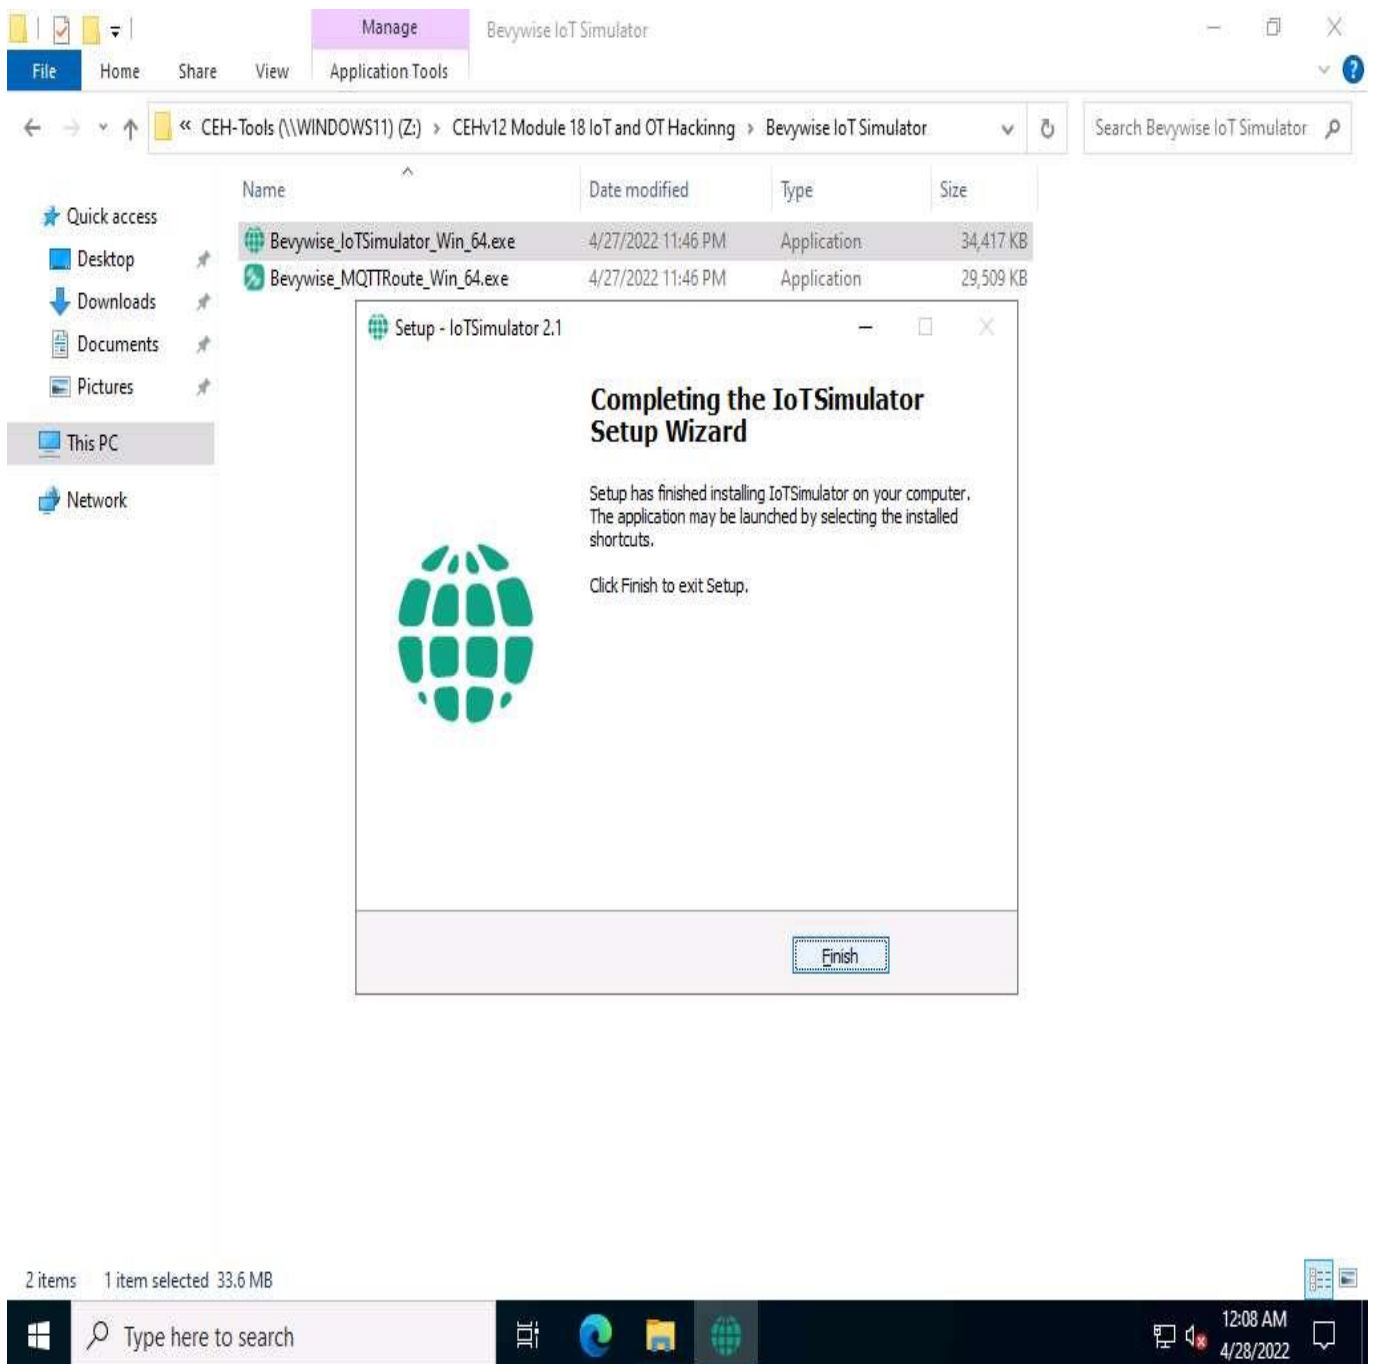 Manage
Bevywise IoT Simulator
File
Home
Share
View
Application Tools
« CEH-Tools (\\WINDOWS11) (Z:) > CEHv12 Module 18 IoT and OT Hackinng > Bevywise IoT Simulator
Search Bevywise IoT Simulator
Name
Date modified
Type
Size
Quick access
Desktop
Downloads
Documents
Pictures
This PC
Network
Bevywise_IoTSimulator_Win_64.exe 4/27/2022 11:46 PM Application 34,417 KB
Bevywise_MQTTRoute_Win_64.exe 4/27/2022 11:46 PM Application 29,509 KB
Setup - IoTSimulator 2.1
Completing the IoTSimulator
Setup Wizard
Setup has finished installing IoTSimulator on your computer.
The application may be launched by selecting the installed
shortcuts.
Click Finish to exit Setup.
Finish
2 items 1 item selected 33.6 MB
Type here to search
12:08 AM
4/28/2022